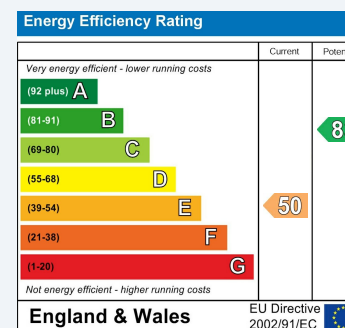 Energy Efficiency Rating
Current
Very energy efficient - lower running costs
(92 plus) A
(81-91) B
(69-80) C
(55-68) D
(39-54) E
50
(21-38) F
(1-20) G
Not energy efficient - higher running costs
England & Wales
EU Directive
2002/91/EC